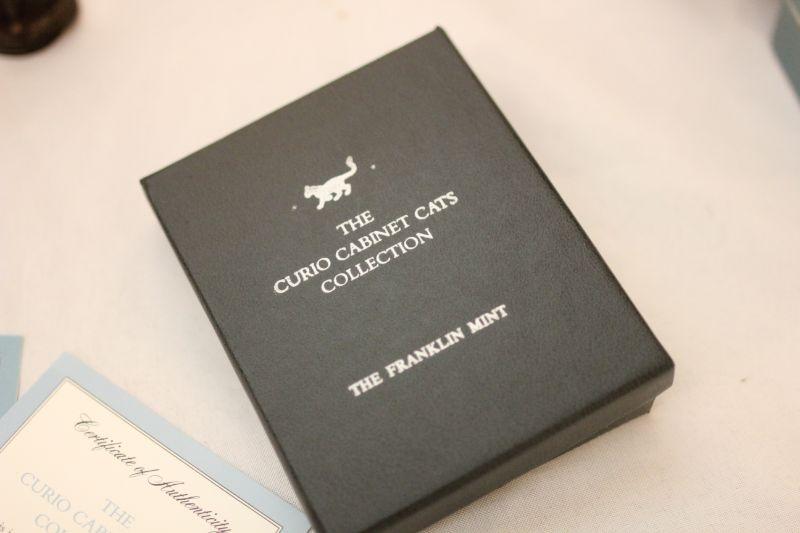 THE
CURIO CABINET CATS
COLLECTION
THE FRANKLIN MINT
Certificate of Authenticity
THE
CURIO CAB
CO